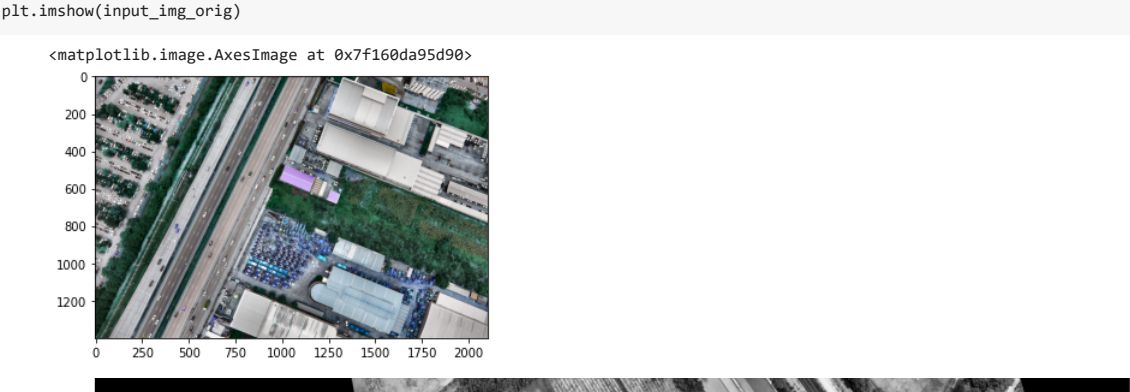 plt.imshow(input_img_orig)
<matplotlib.image.AxesImage at 0x7f160da95d90>
0
200
400
600
800
1000
1200
0 250 500 750 1000 1250 1500 1750 2000